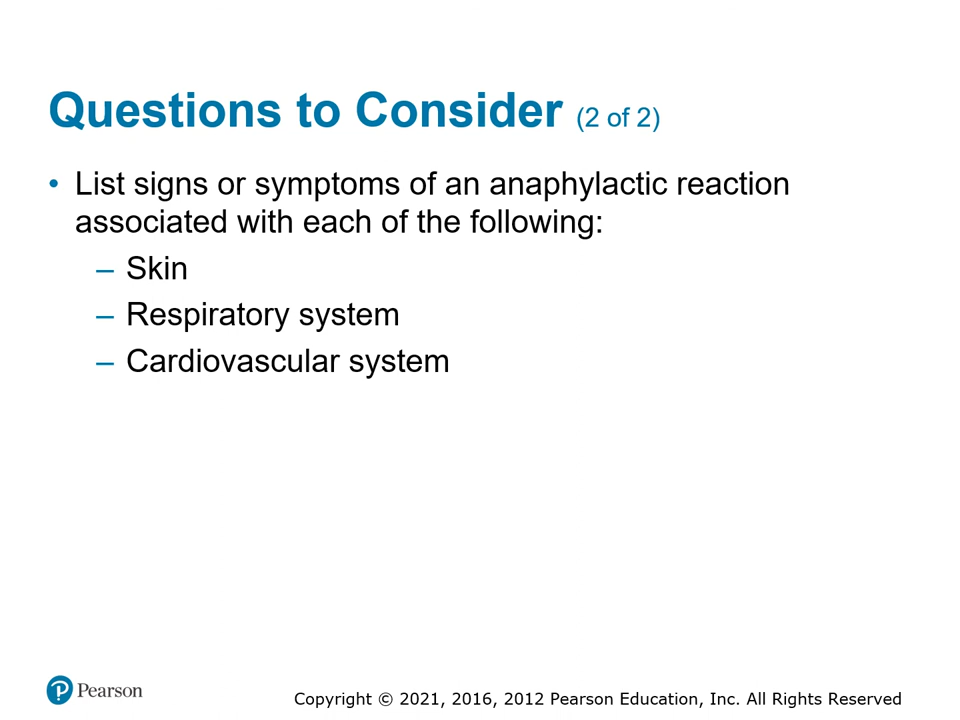 Questions to Consider (2 of 2)
• List signs or symptoms of an anaphylactic reaction
associated with each of the following:
– Skin
– Respiratory system
– Cardiovascular system
Pearson
Copyright © 2021, 2016, 2012 Pearson Education, Inc. All Rights Reserved